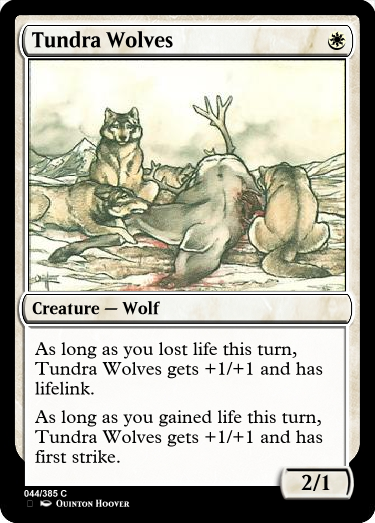 Tundra Wolves
Creature — Wolf
As long as you lost life this turn,
Tundra Wolves gets +1/+1 and has
lifelink.
As long as you gained life this turn,
Tundra Wolves gets +1/+1 and has
first strike.
2/1
044/385 C
Quinton Hoover